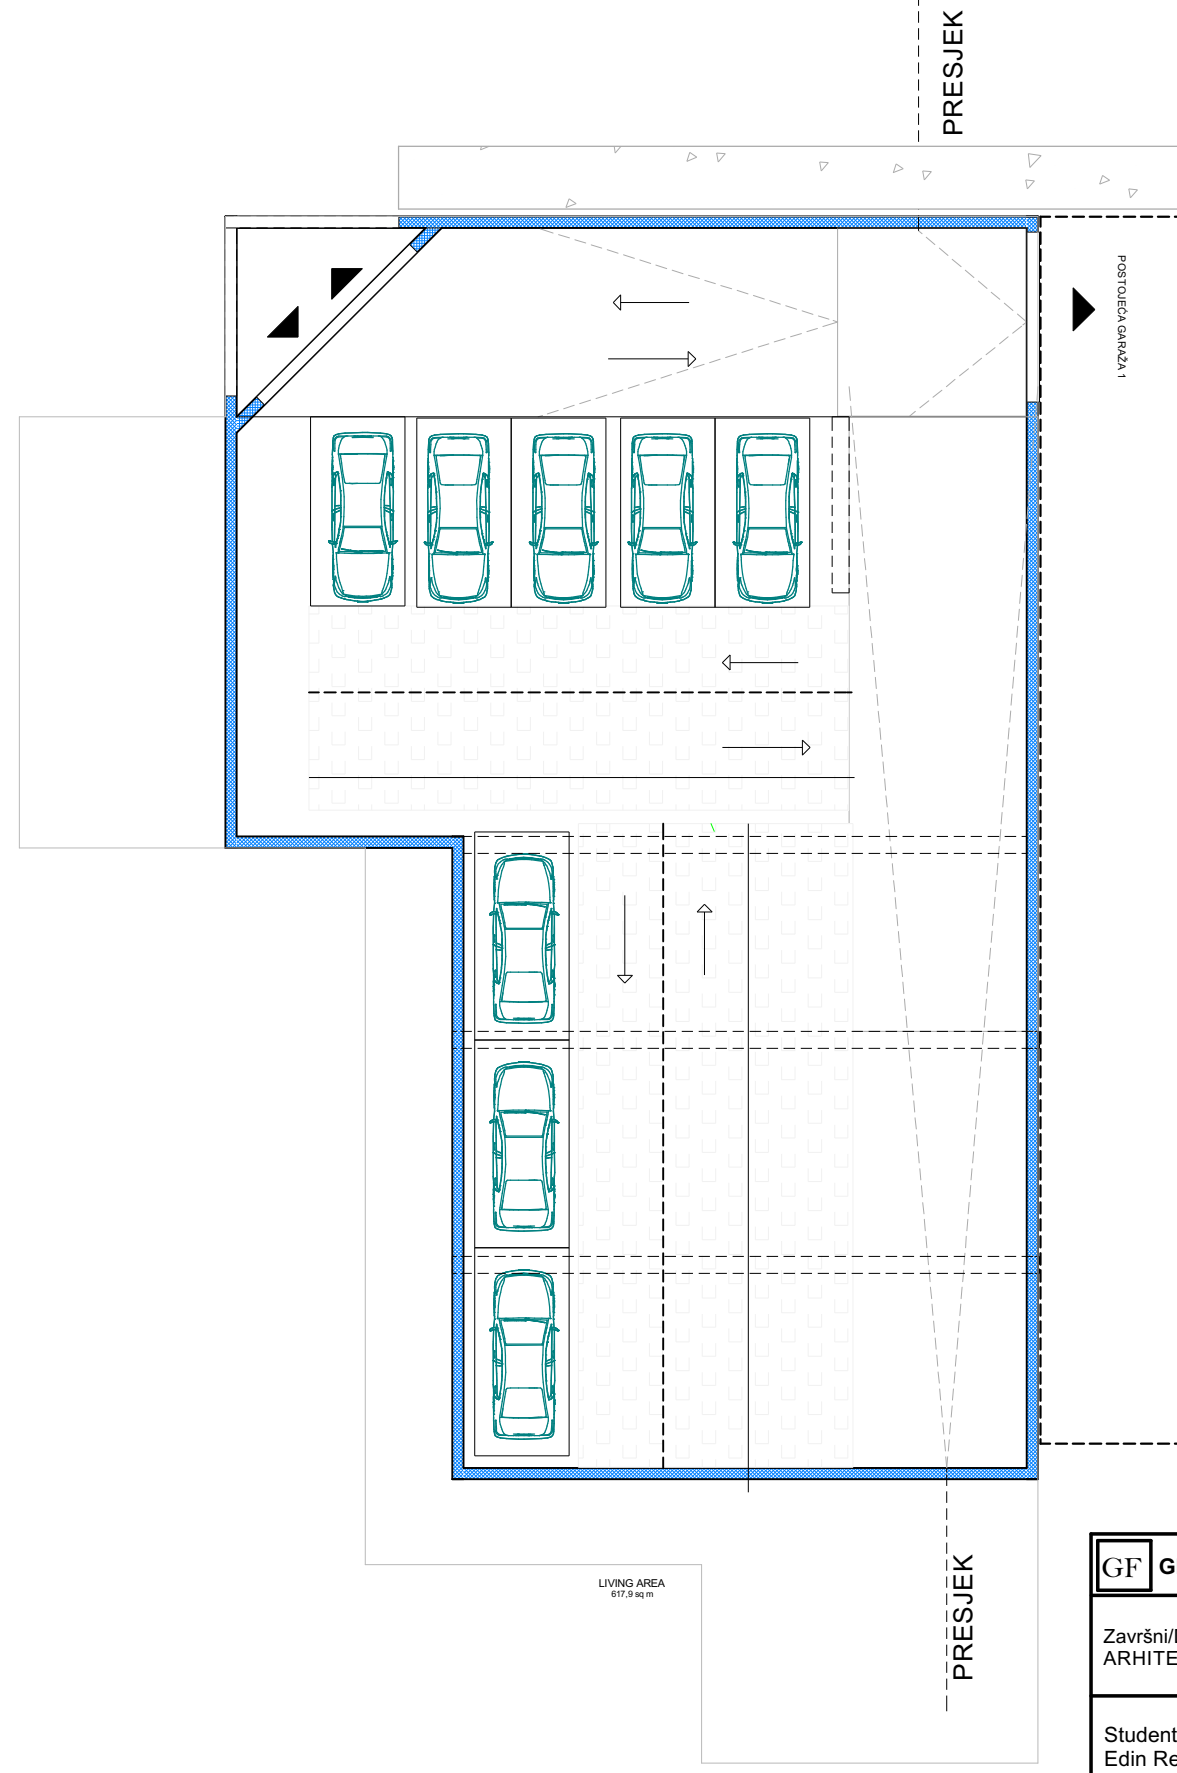 PRESJEK
POSTOJEĆA GARAŽA 1
LIVING AREA
617,9 sq m
PRESJEK
GF
Završni/
ARHITE
Student
Edin Re